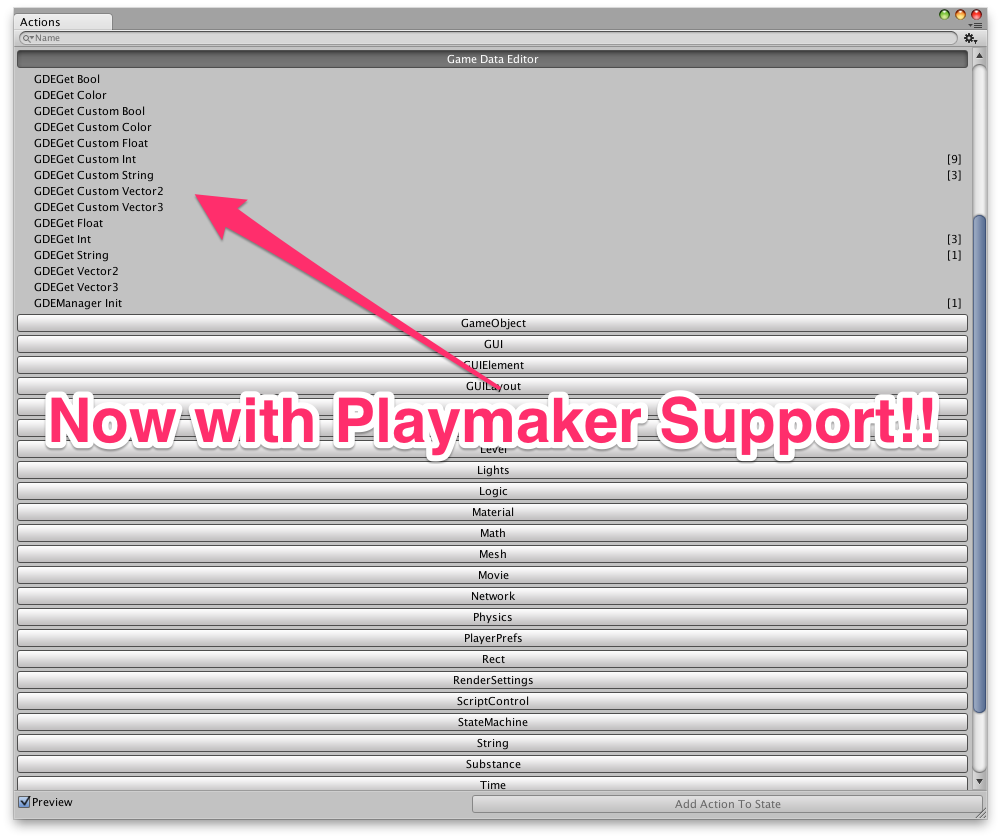 Actions
Name
Game Data Editor
GDEGet Bool
GDEGet Color
GDEGet Custom Bool
GDEGet Custom Color
GDEGet Custom Float
GDEGet Custom Int [9]
GDEGet Custom String [3]
GDEGet Custom Vector2
GDEGet Custom Vector3
GDEGet Float
GDEGet Int [3]
GDEGet String [1]
GDEGet Vector2
GDEGet Vector3
GDEManager Init [1]
GameObject
GUI
GUIElement
GUILayout
Now with Playmaker Support!!
Level
Lights
Logic
Material
Math
Mesh
Movie
Network
Physics
PlayerPrefs
Rect
RenderSettings
ScriptControl
StateMachine
String
Substance
Time
Preview
Add Action To State